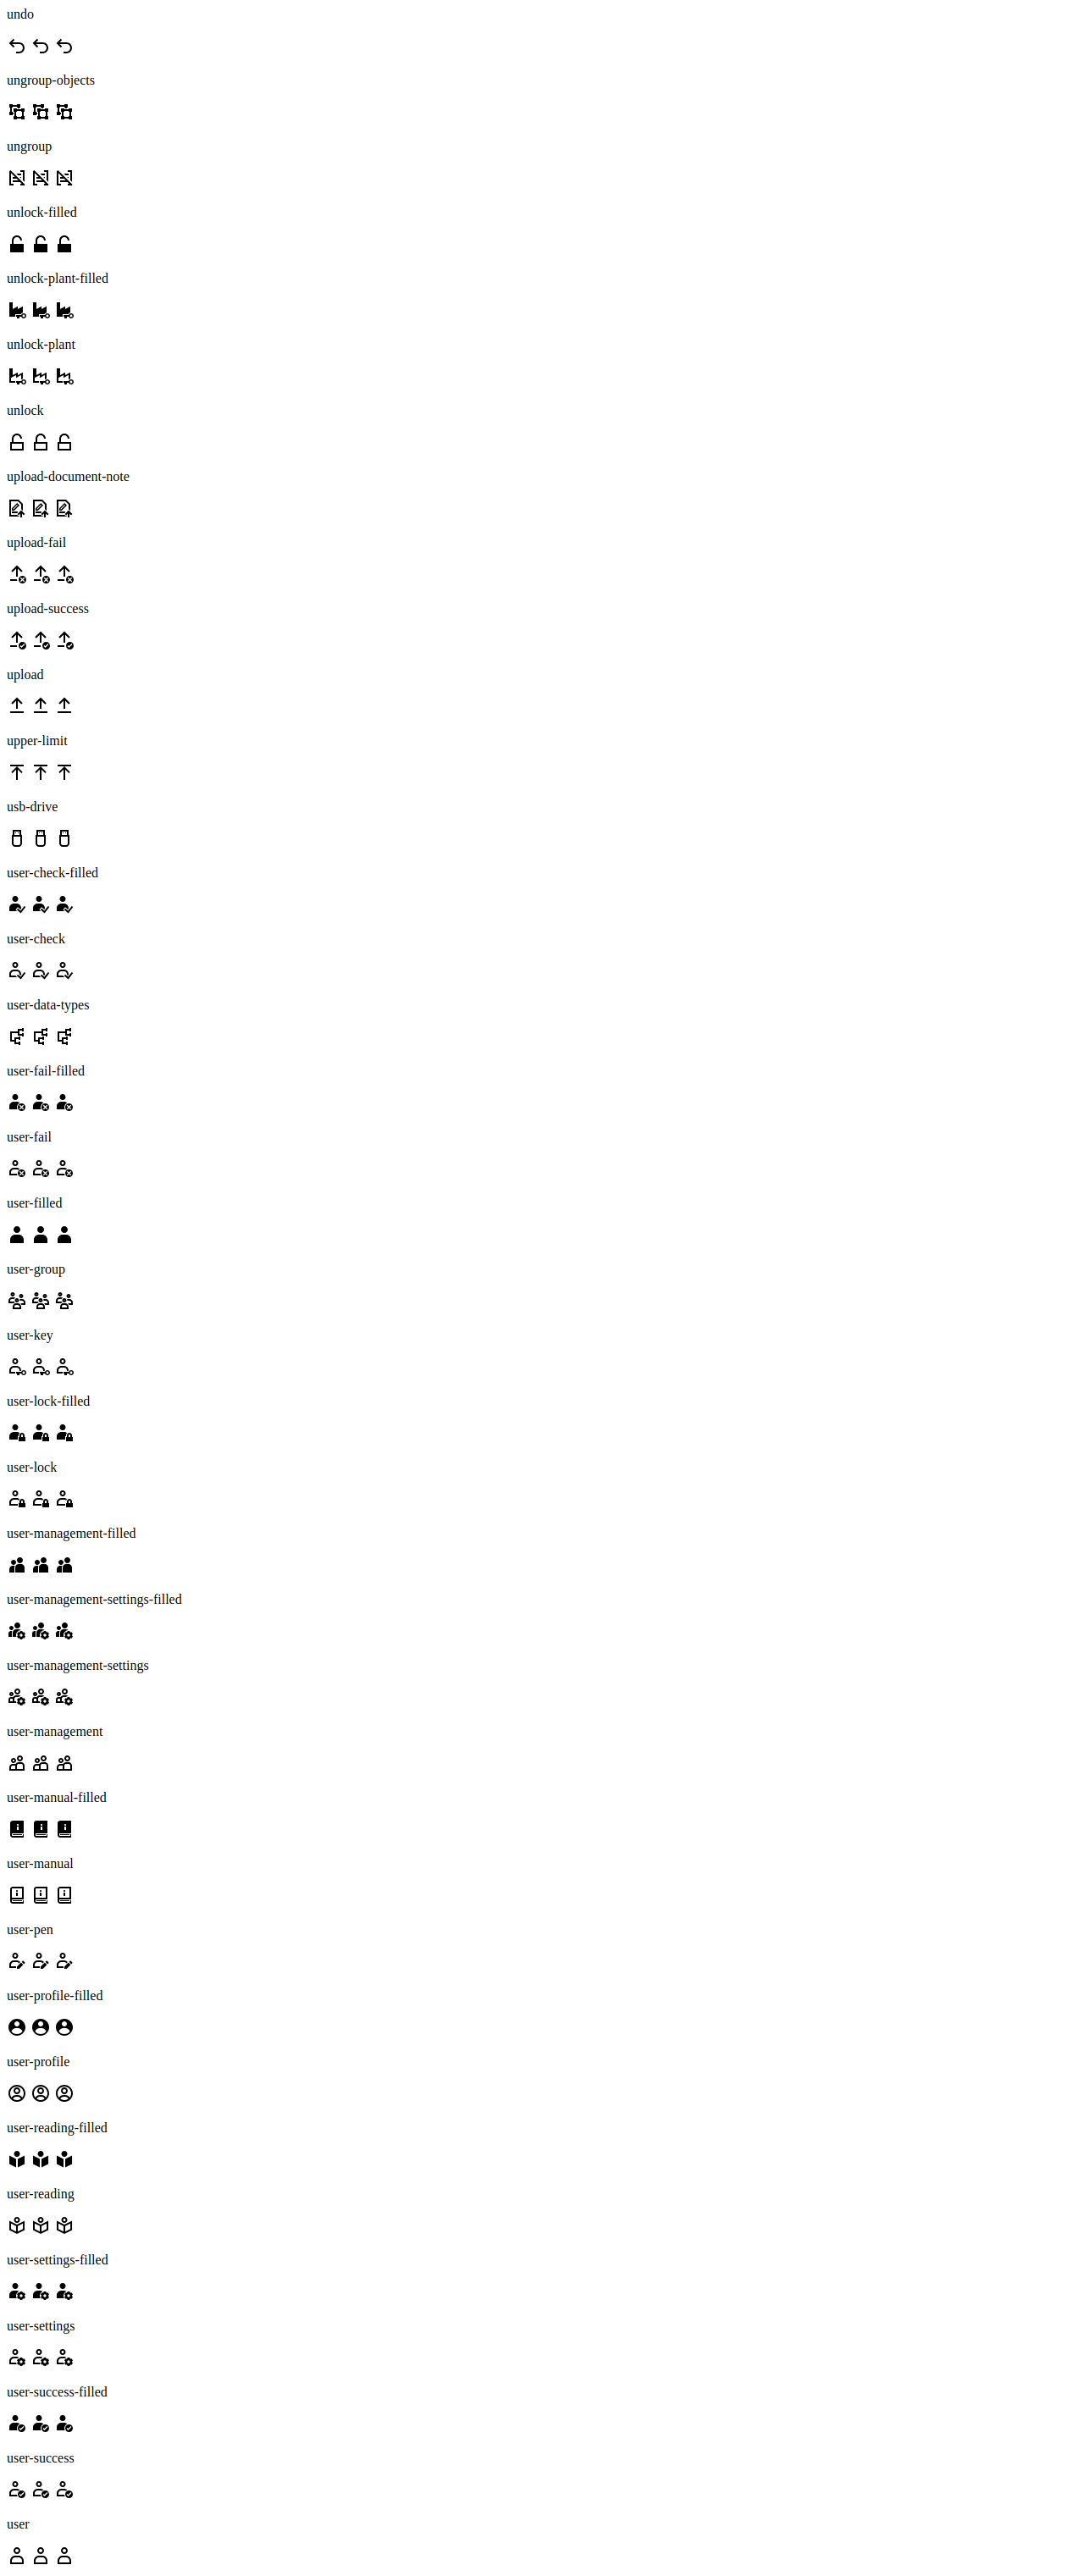 undo
ungroup-objects
ungroup
unlock-filled
unlock-plant-filled
unlock-plant
unlock
upload-document-note
upload-fail
upload-success
upload
upper-limit
usb-drive
user-check-filled
user-check
user-data-types
user-fail-filled
user-fail
user-filled
user-group
user-key
user-lock-filled
user-lock
user-management-filled
user-management-settings-filled
user-management-settings
user-management
user-manual-filled
user-manual
user-pen
user-profile-filled
user-profile
user-reading-filled
user-reading
user-settings-filled
user-settings
user-success-filled
user-success
user